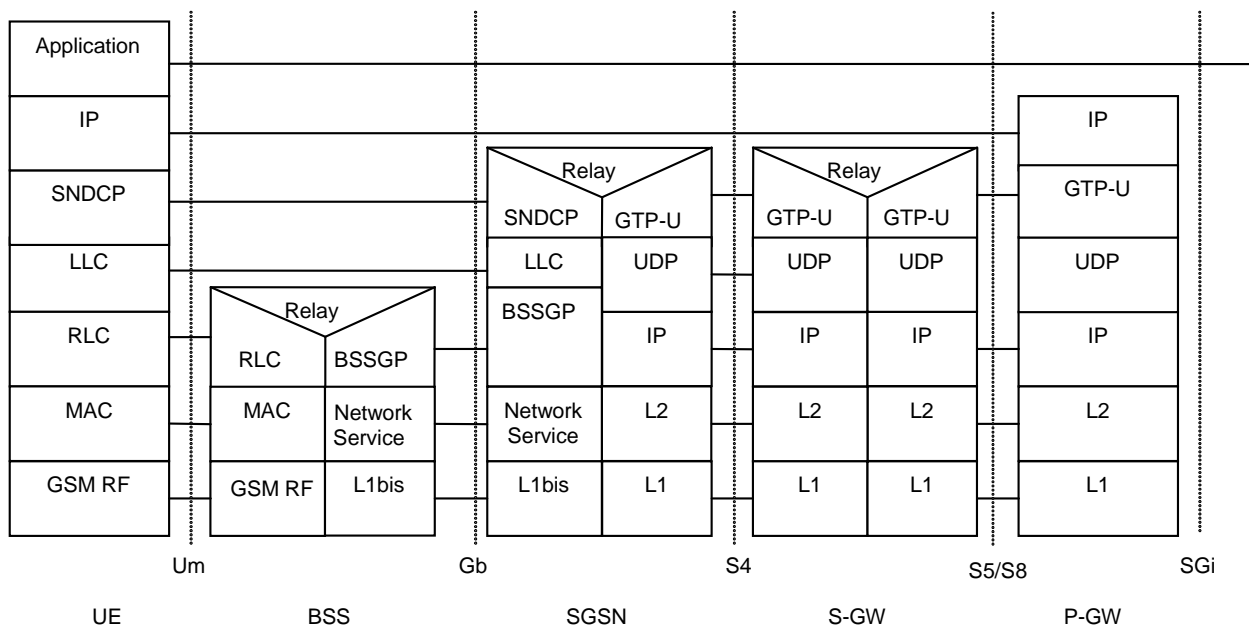 Application
IP
IP
Relay
Relay
SNDCP
GTP-U
SNDCP
GTP-U
GTP-U
GTP-U
LLC
LLC
UDP
UDP
UDP
UDP
Relay
BSSGP
RLC
IP
IP
IP
IP
RLC
BSSGP
MAC
MAC
Network
Service
Network
Service
L2
L2
L2
L2
GSM RF
GSM RF
L1bis
L1bis
L1
L1
L1
L1
Um
Gb
S4
S5/S8
SGi
UE
BSS
SGSN
S-GW
P-GW